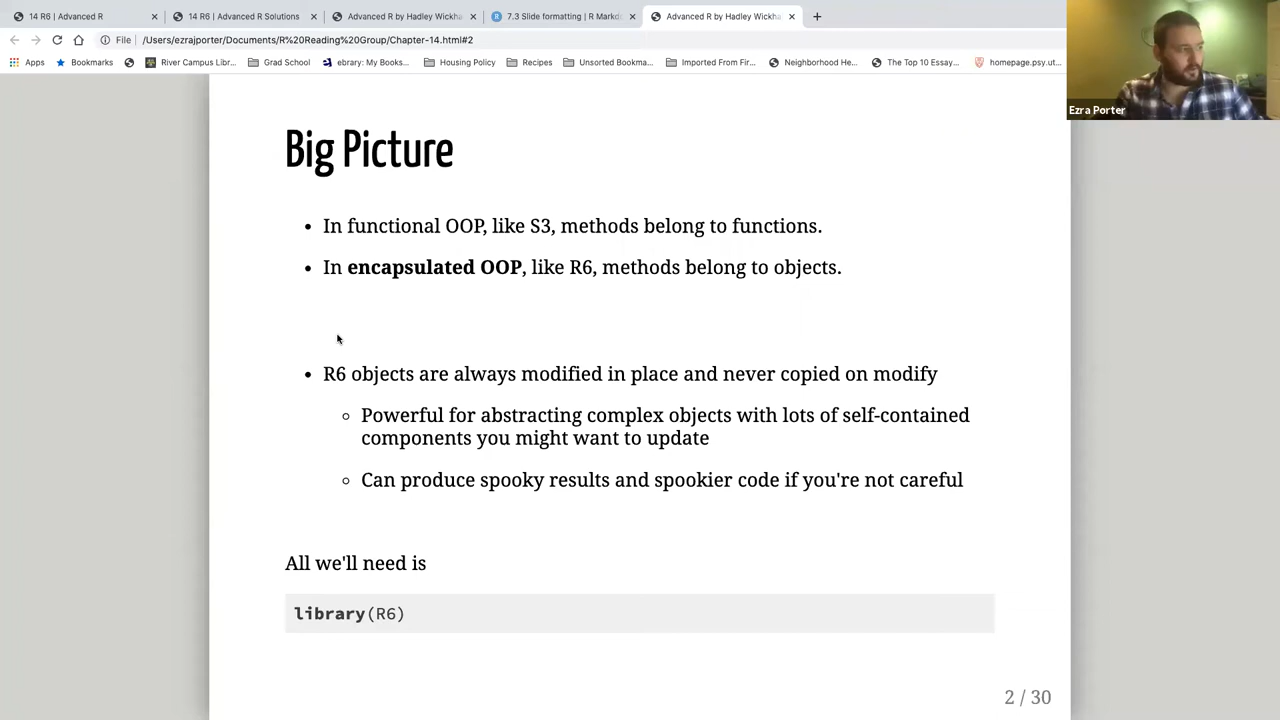 14 R6 | Advanced R
14 R6 | Advanced R Solutions
Advanced R by Hadley Wickha
7.3 Slide formatting | R Markd
Advanced R by Hadley Wickha
File | /Users/ezrajporter/Documents/R%20Reading%20Group/Chapter-14.html#2
Apps
Bookmarks
River Campus Libr...
Grad School
ebrary: My Books...
Housing Policy
Recipes
Unsorted Bookma...
Imported From Fir...
Neighborhood He...
The Top 10 Essay...
homepage.psy.ut...
Ezra Porter
Big Picture
• In functional OOP, like S3, methods belong to functions.
• In encapsulated OOP, like R6, methods belong to objects.
• R6 objects are always modified in place and never copied on modify
◦ Powerful for abstracting complex objects with lots of self-contained
components you might want to update
◦ Can produce spooky results and spookier code if you're not careful
All we'll need is
library(R6)
2 / 30